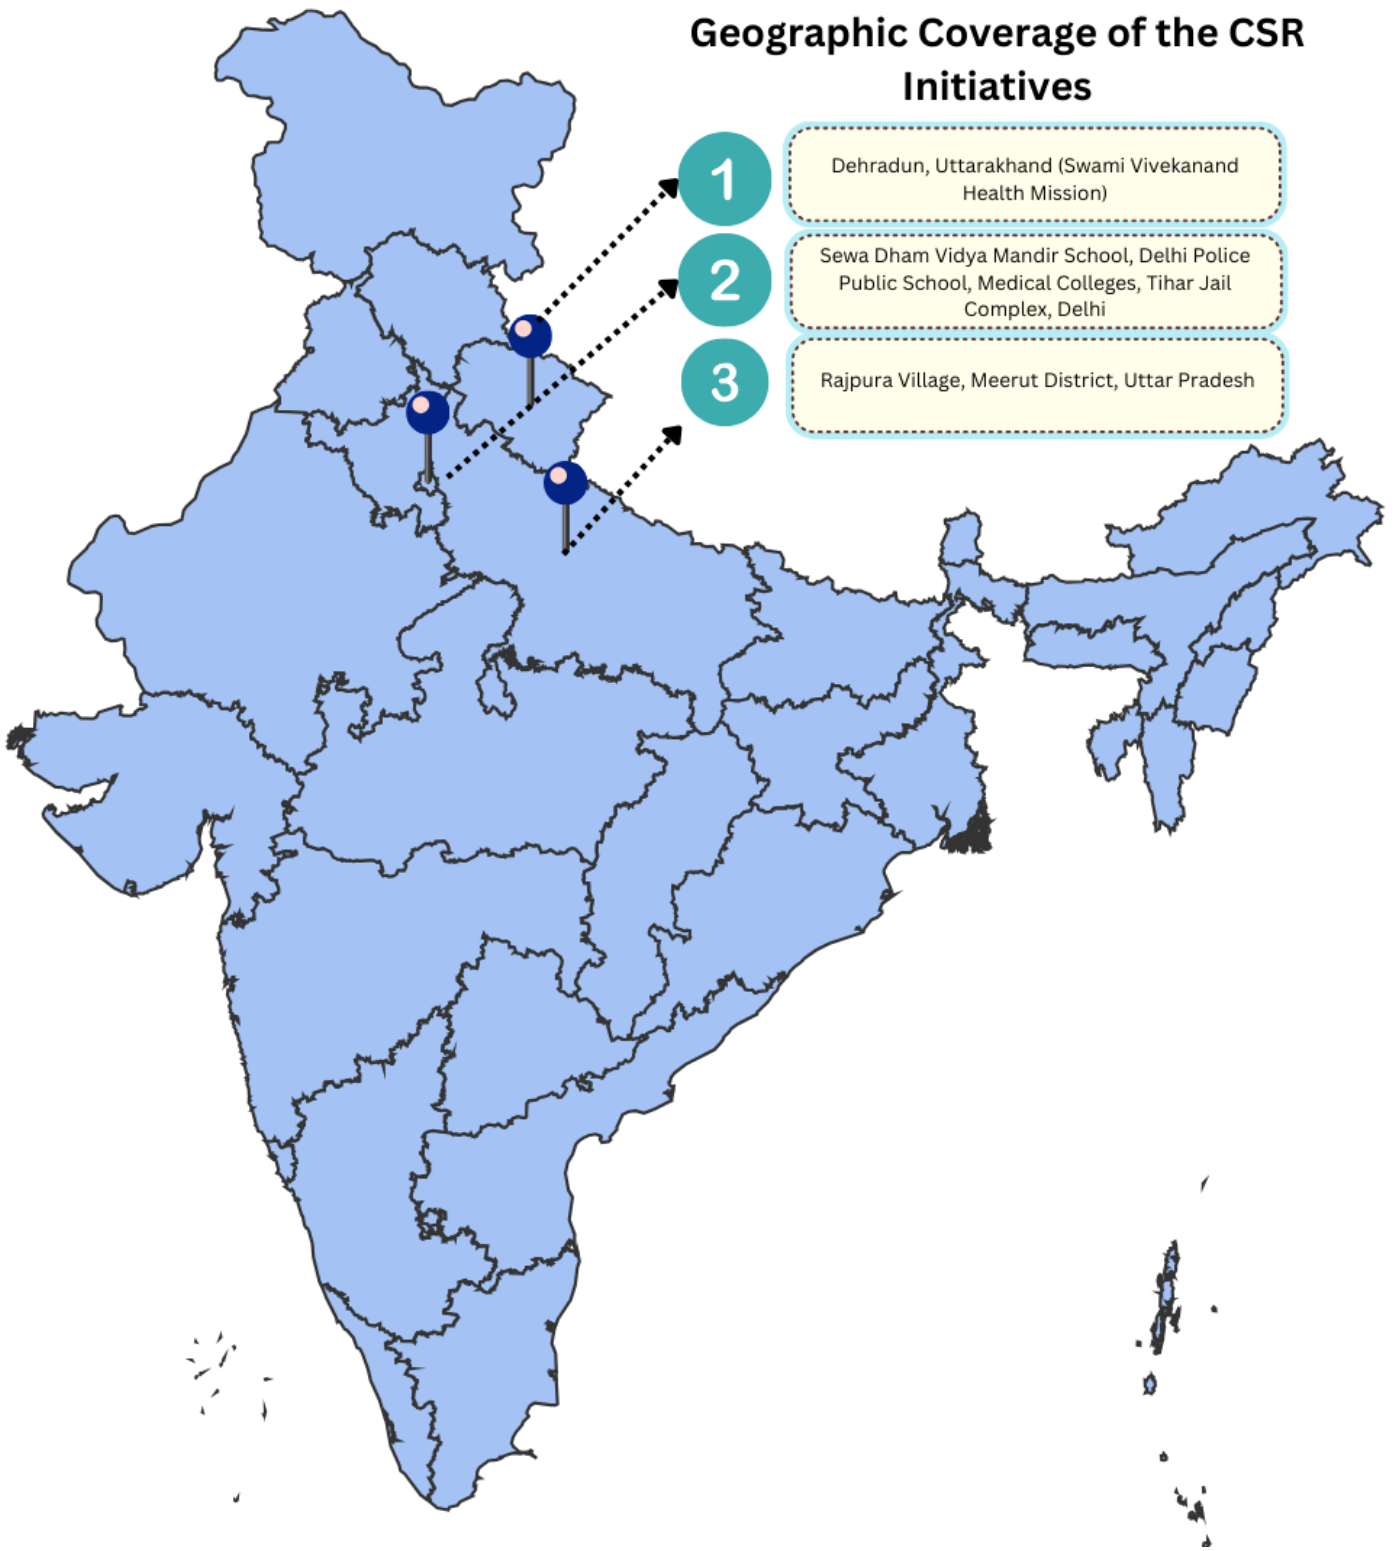 Geographic Coverage of the CSR
Initiatives
1
Dehradun, Uttarakhand (Swami Vivekanand
Health Mission)
2
Sewa Dham Vidya Mandir School, Delhi Police
Public School, Medical Colleges, Tihar Jail
Complex, Delhi
3
Rajpura Village, Meerut District, Uttar Pradesh